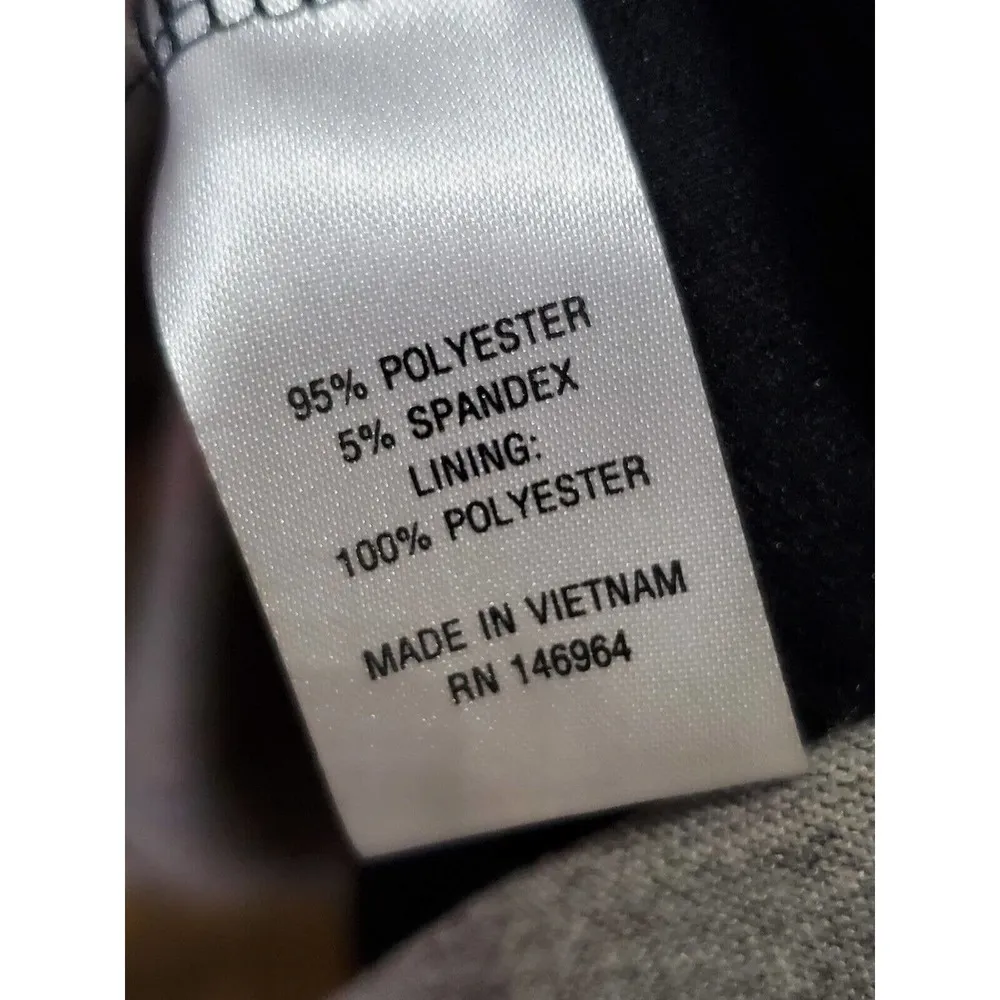 95% POLYESTER
5% SPANDEX
LINING:
100% POLYESTER
MADE IN VIETNAM
RN 146964